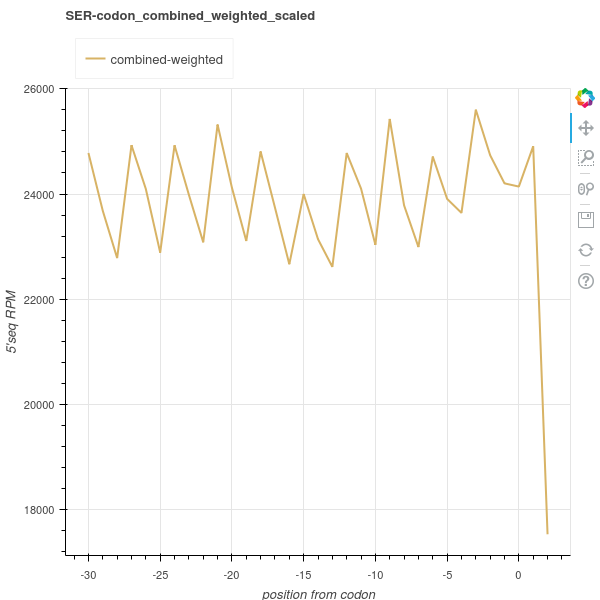 SER-codon_combined_weighted_scaled
combined-weighted
26000
24000
22000
20000
18000
5'seq RPM
-30 -25 -20 -15 -10 -5 0
position from codon